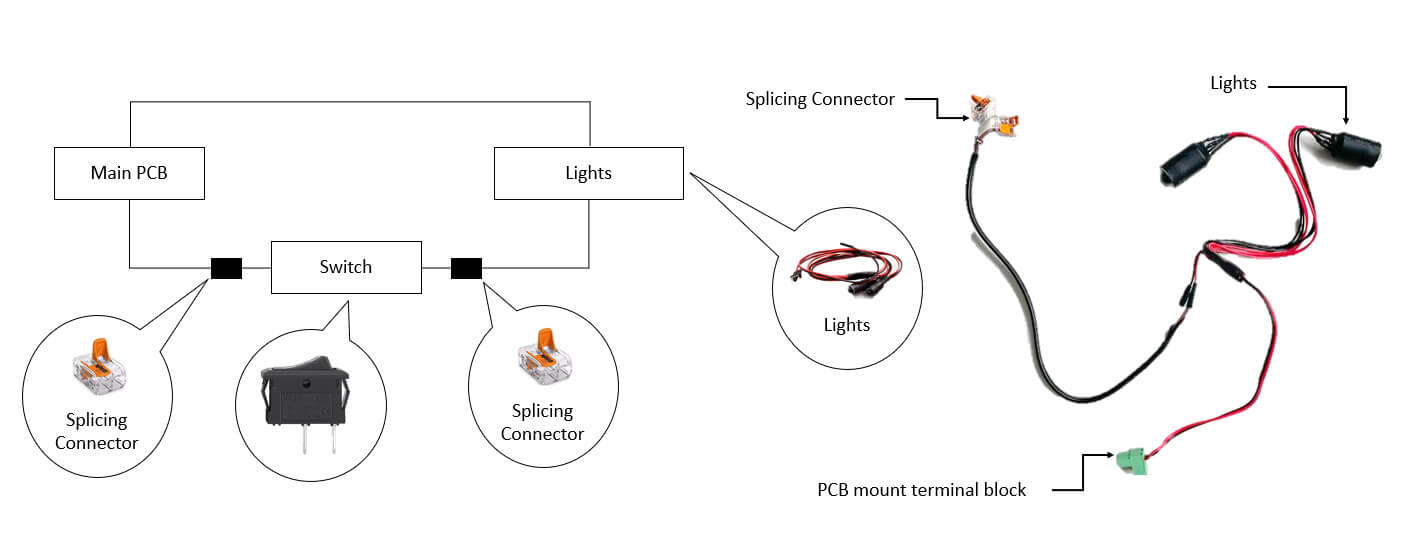 Splicing Connector
Lights
Main PCB
Lights
Switch
Lights
Splicing
Connector
Splicing
Connector
PCB mount terminal block